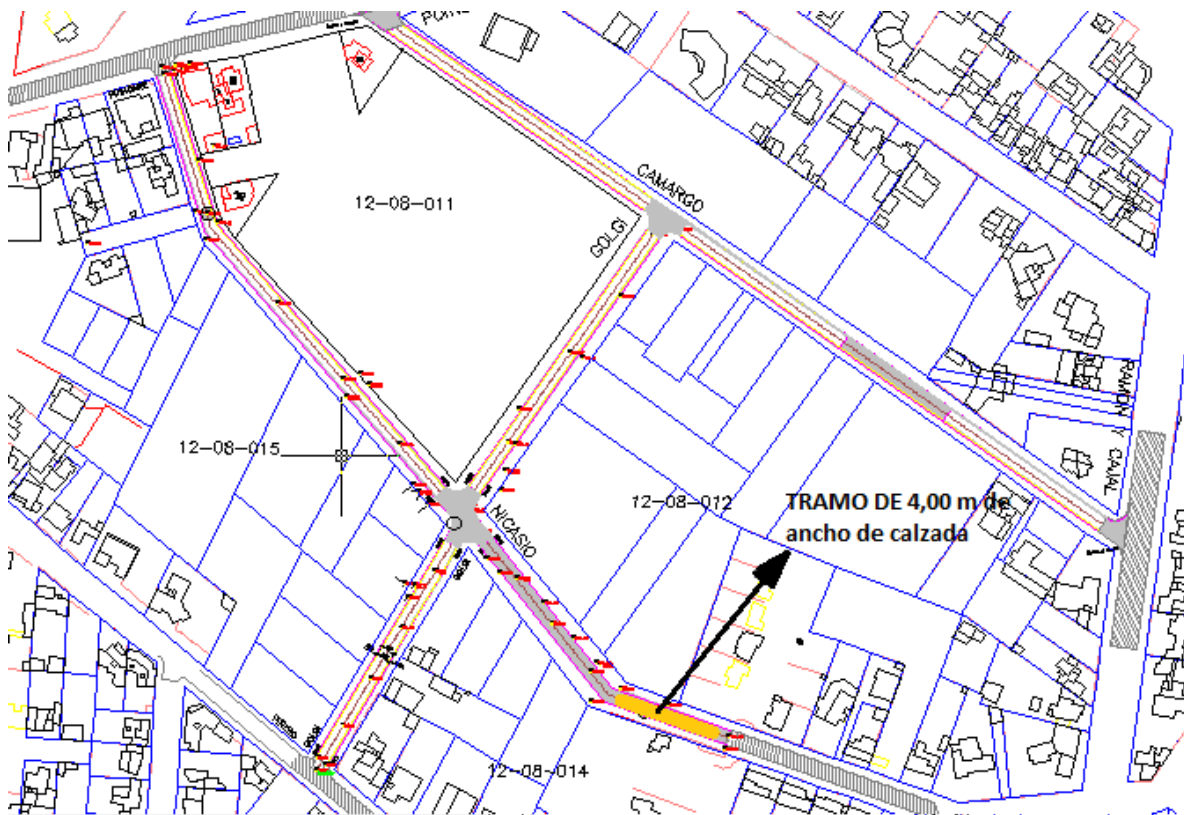 CAMARGO
12-08-011
GOLGI
RAMON
Y CAJAL
12-08-015
12-08-012
TRAMO DE 4,00 m de
ancho de calzada
NICASIO
12-08-014